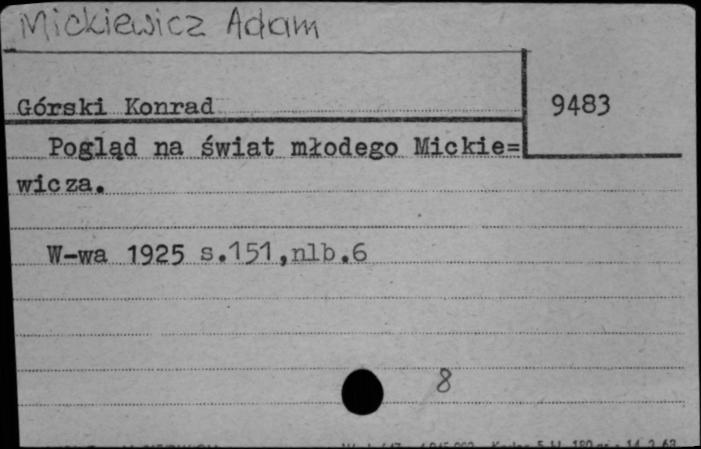 Mickiewicz Adam
Górski Konrad 9483
Pogląd na świat młodego Mickie=
wicza.
W-wa 1925 s.151,nlb.6
8